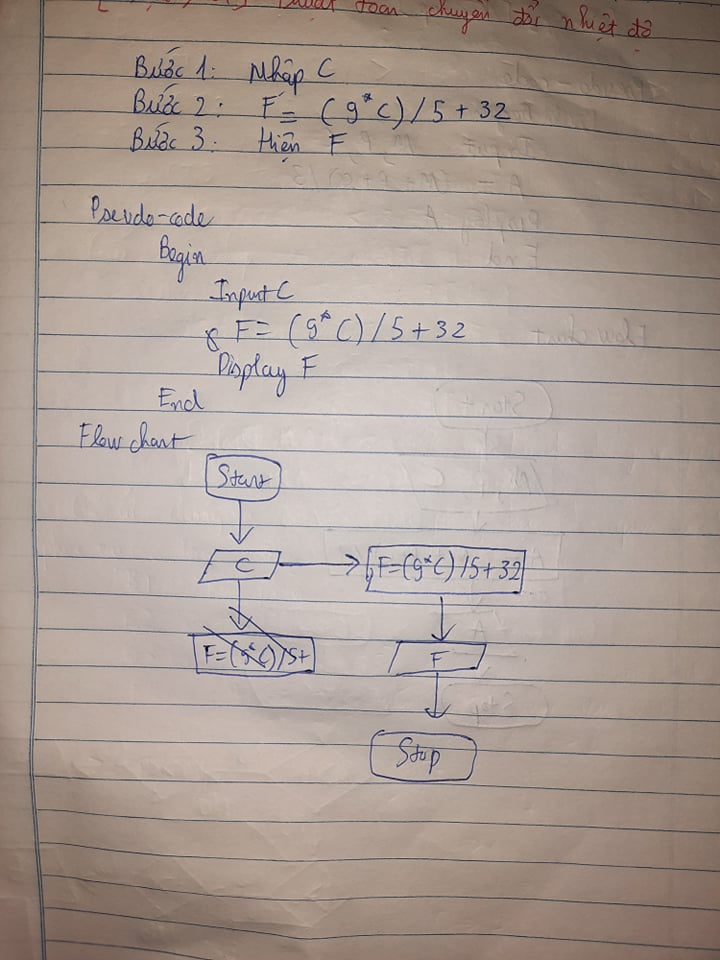 thuật toán chuyển đổi nhiệt độ
Bước 1: Nhập C
Bước 2: F = (9*C)/5+32
Bước 3: Hiện F
Pseudo-code
Begin
Input C
F= (9*C)/5+32
Display F
End
Flow chart
Start
C
F=(9*C)/5+32
F=(9*C)/5+
F
Stop